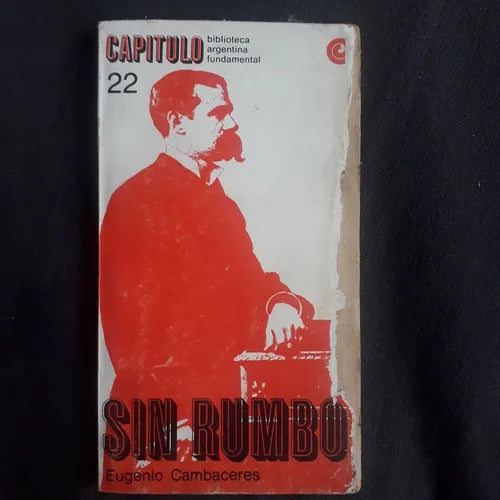 CAPITULO
biblioteca
argentina
fundamental
22
SIN RUMBO
Eugenio Cambaceres